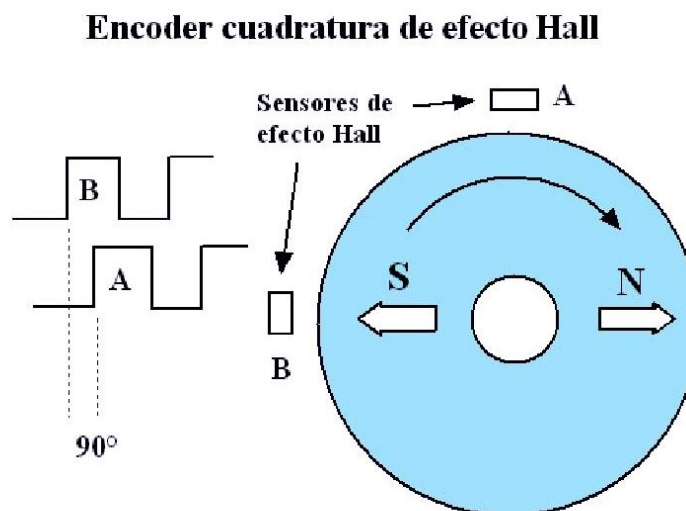 Encoder cuadratura de efecto Hall
Sensores de
efecto Hall
A
B
A
S
N
B
90°